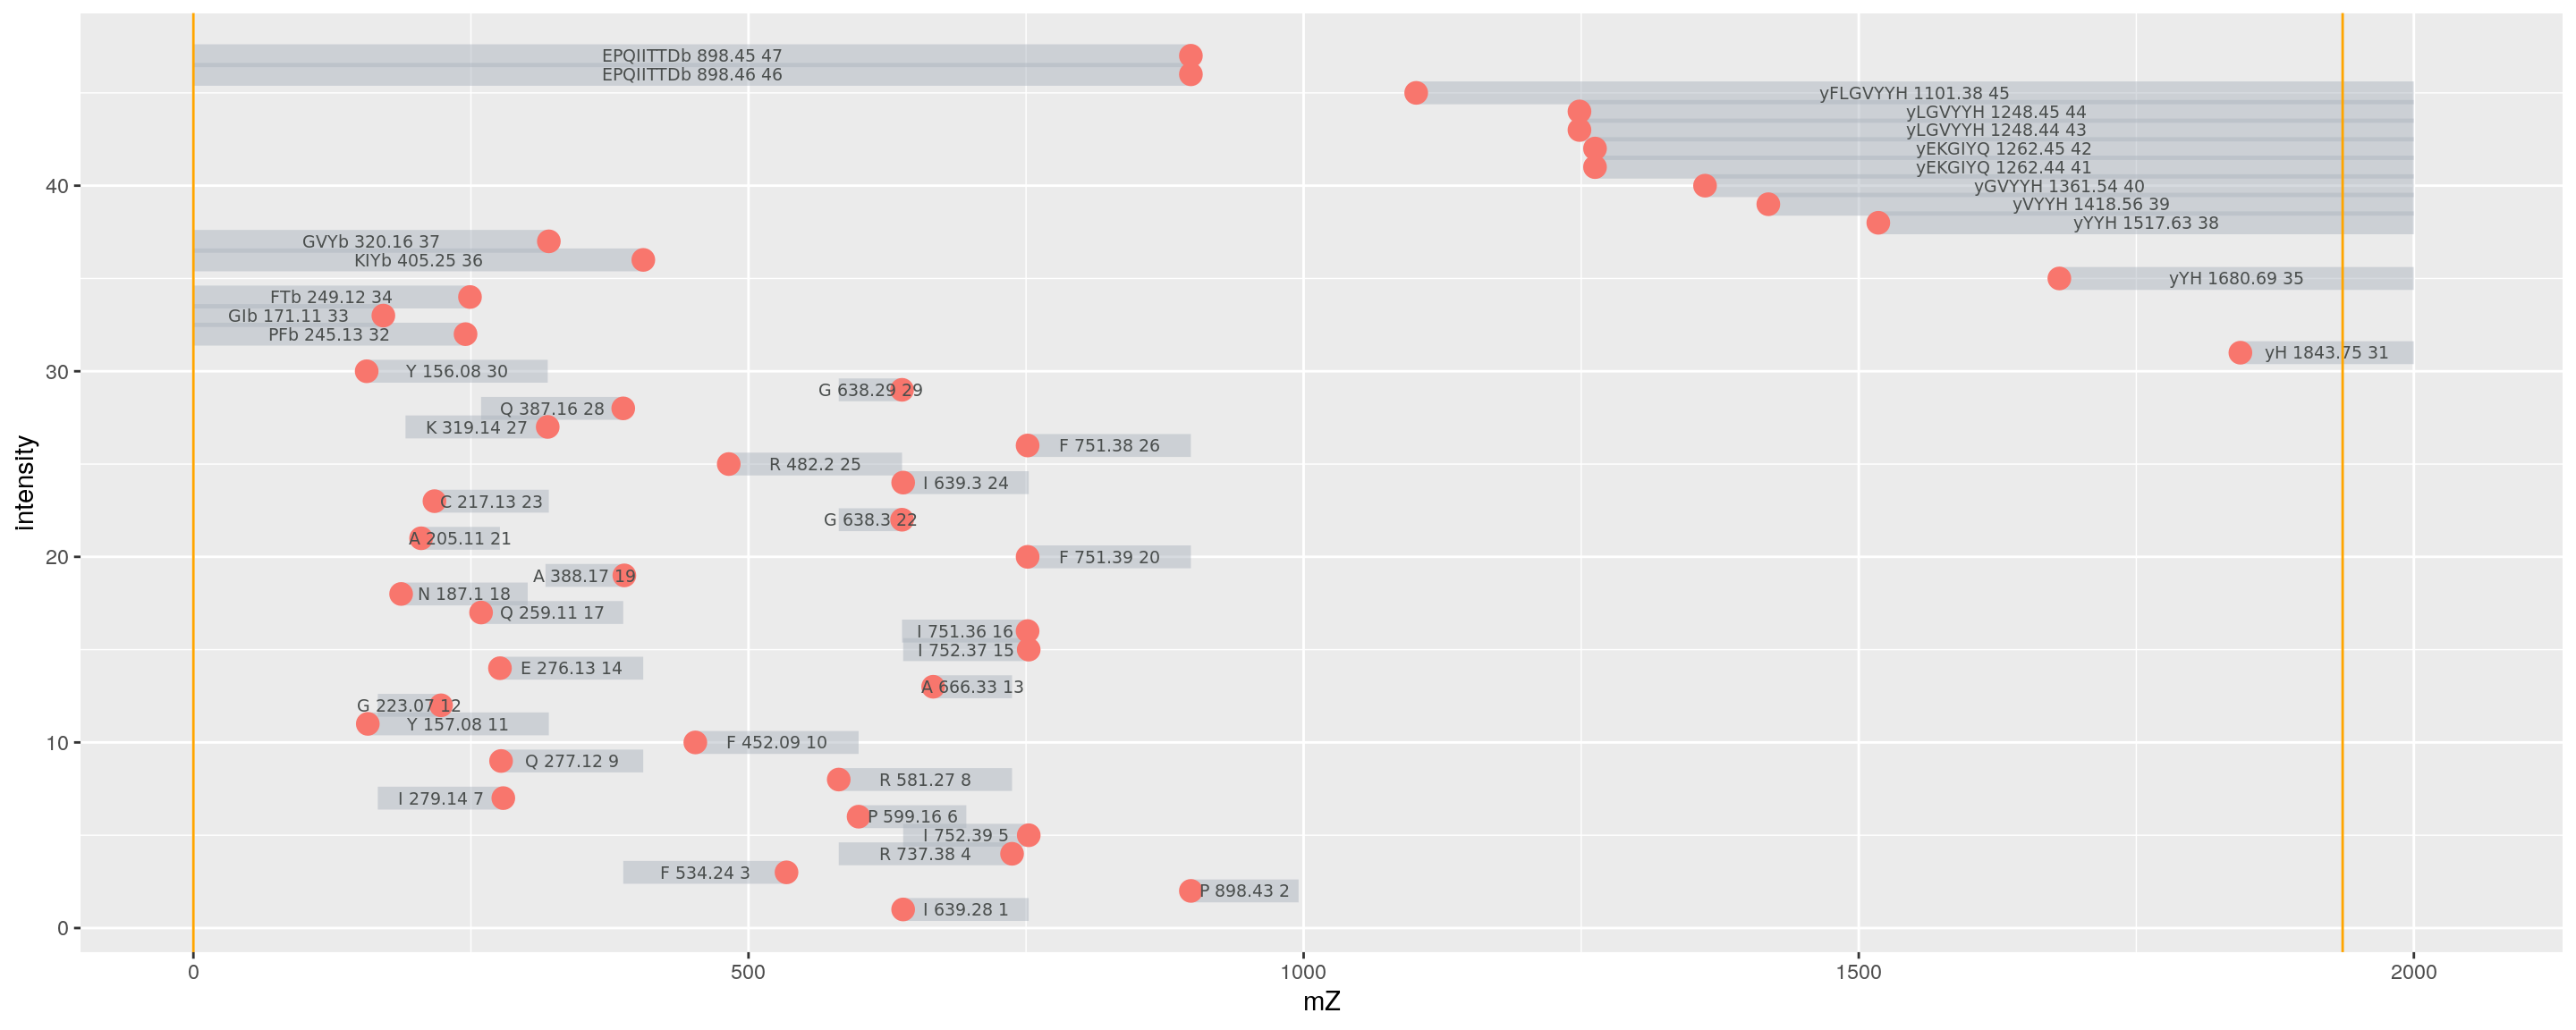 EPQIITTDb 898.45 47
EPQIITTDb 898.46 46
yFLGVYYH 1101.38 45
yLGVYYH 1248.45 44
yLGVYYH 1248.44 43
yEKGIYQ 1262.45 42
yEKGIYQ 1262.44 41
40
yGVYYH 1361.54 40
yVYYH 1418.56 39
yYYH 1517.63 38
GVYb 320.16 37
KIYb 405.25 36
yYH 1680.69 35
FTb 249.12 34
GIb 171.11 33
PFb 245.13 32
yH 1843.75 31
30
Y 156.08 30
G 638.29 29
Q 387.16 28
K 319.14 27
F 751.38 26
R 482.2 25
I 639.3 24
C 217.13 23
G 638.3 22
A 205.11 21
intensity
20
F 751.39 20
A 388.17 19
N 187.1 18
Q 259.11 17
I 751.36 16
I 752.37 15
E 276.13 14
A 666.33 13
G 223.07 12
Y 157.08 11
10
F 452.09 10
Q 277.12 9
R 581.27 8
I 279.14 7
P 599.16 6
I 752.39 5
R 737.38 4
F 534.24 3
P 898.43 2
I 639.28 1
0
0 500 1000 1500 2000
mZ